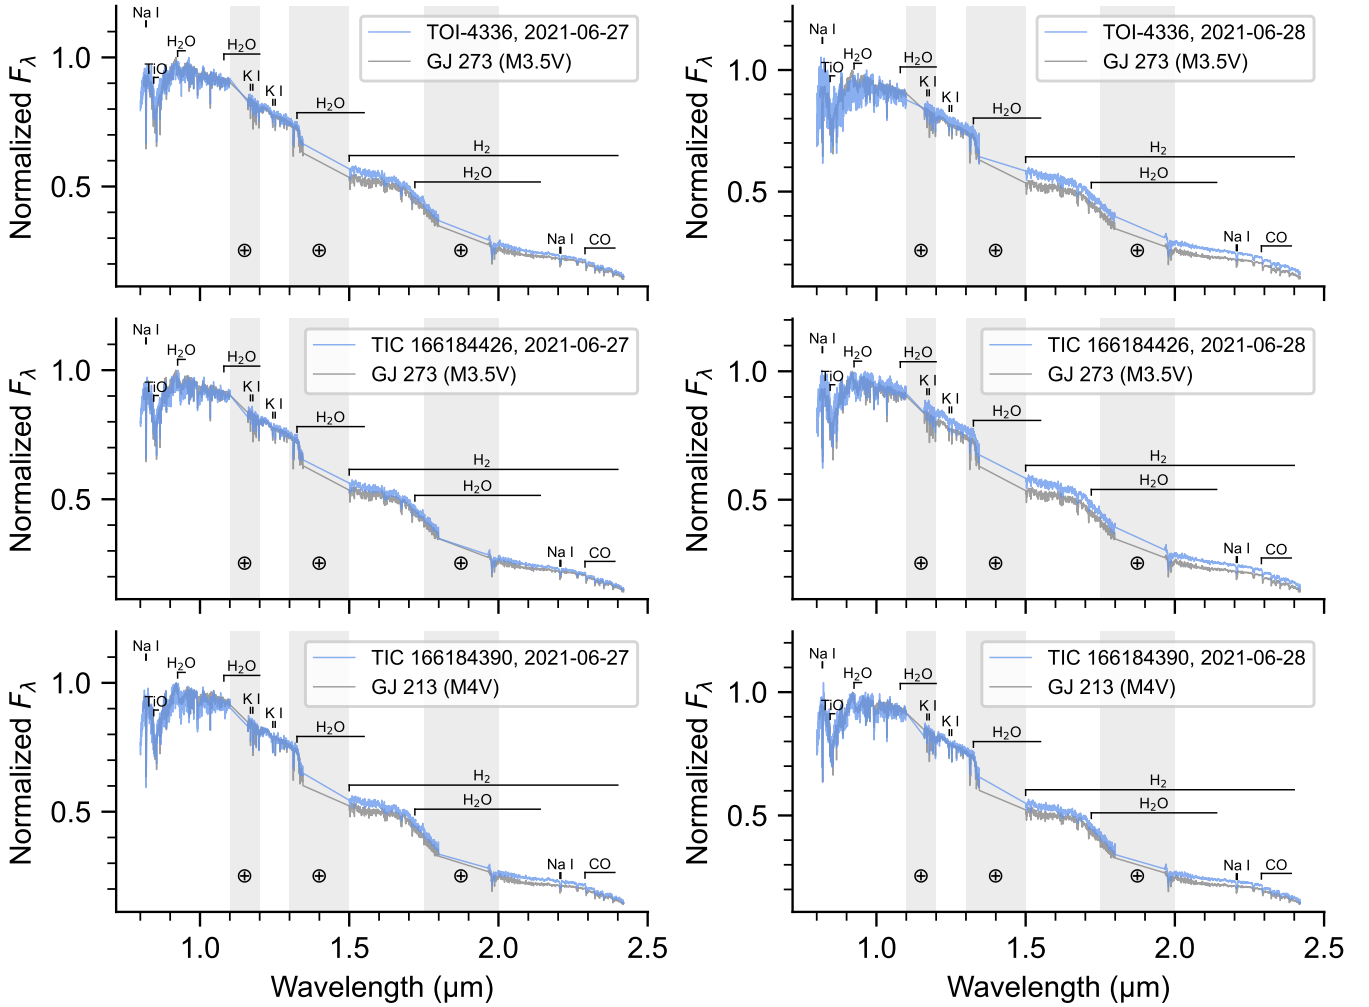 Na I
H₂O
H₂O
TiO
K I
K I
H₂O
H₂
H₂O
Na I
CO
⊕ ⊕ ⊕
TOI-4336, 2021-06-27
GJ 273 (M3.5V)
Normalized Fλ
1.0
0.5
Na I
H₂O
H₂O
TiO
K I
K I
H₂O
H₂
H₂O
Na I
CO
⊕ ⊕ ⊕
TOI-4336, 2021-06-28
GJ 273 (M3.5V)
Normalized Fλ
1.0
0.5
Na I
H₂O
H₂O
TiO
K I
K I
H₂O
H₂
H₂O
Na I
CO
⊕ ⊕ ⊕
TIC 166184426, 2021-06-27
GJ 273 (M3.5V)
Normalized Fλ
1.0
0.5
Na I
H₂O
H₂O
TiO
K I
K I
H₂O
H₂
H₂O
Na I
CO
⊕ ⊕ ⊕
TIC 166184426, 2021-06-28
GJ 273 (M3.5V)
Normalized Fλ
1.0
0.5
Na I
H₂O
H₂O
TiO
K I
K I
H₂O
H₂
H₂O
Na I
CO
⊕ ⊕ ⊕
TIC 166184390, 2021-06-27
GJ 213 (M4V)
Normalized Fλ
1.0
0.5
1.0 1.5 2.0 2.5
Wavelength (μm)
Na I
H₂O
H₂O
TiO
K I
K I
H₂O
H₂
H₂O
Na I
CO
⊕ ⊕ ⊕
TIC 166184390, 2021-06-28
GJ 213 (M4V)
Normalized Fλ
1.0
0.5
1.0 1.5 2.0 2.5
Wavelength (μm)